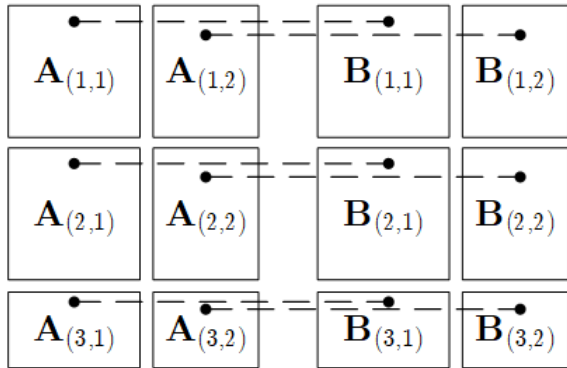 A(1,1) A(1,2) B(1,1) B(1,2)
A(2,1) A(2,2) B(2,1) B(2,2)
A(3,1) A(3,2) B(3,1) B(3,2)